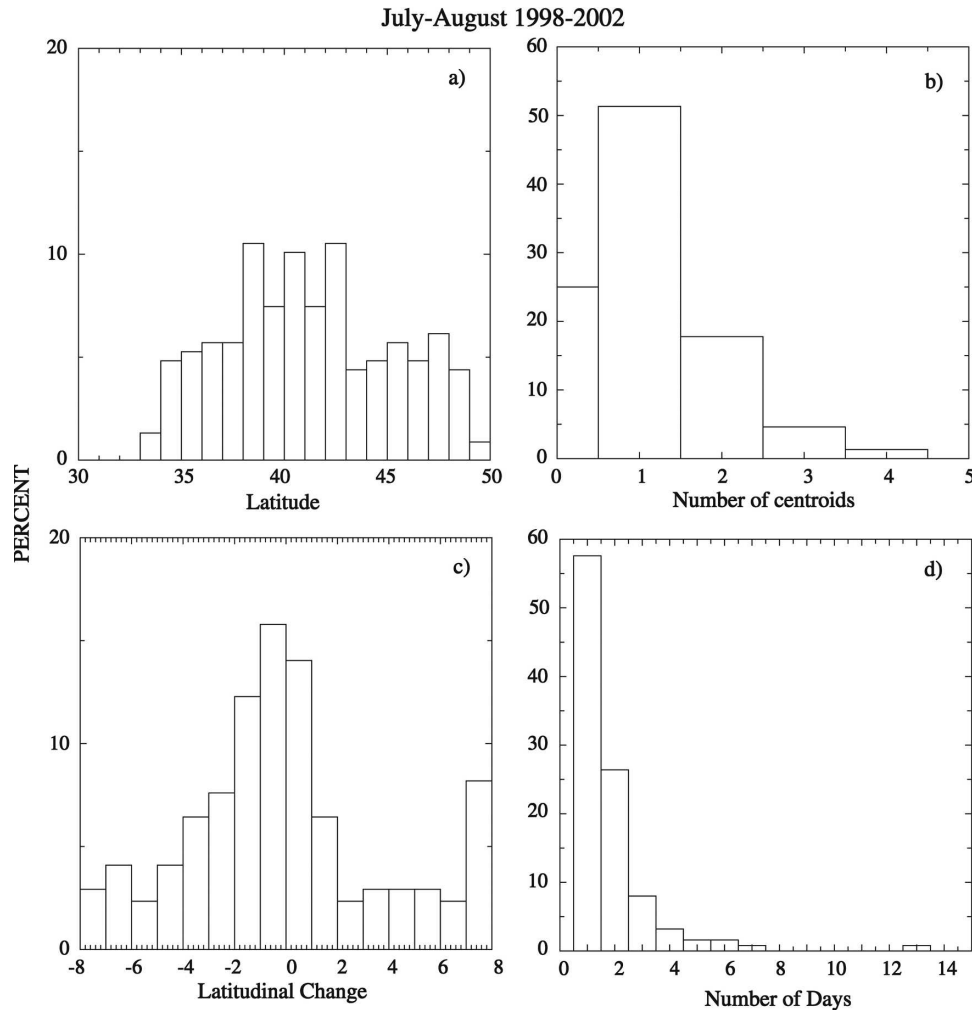 July-August 1998-2002
PERCENT
a)
20
10
0
30 35 40 45 50
Latitude
b)
60
50
40
30
20
10
0
0 1 2 3 4 5
Number of centroids
c)
20
10
0
-8 -6 -4 -2 0 2 4 6 8
Latitudinal Change
d)
60
50
40
30
20
10
0
0 2 4 6 8 10 12 14
Number of Days